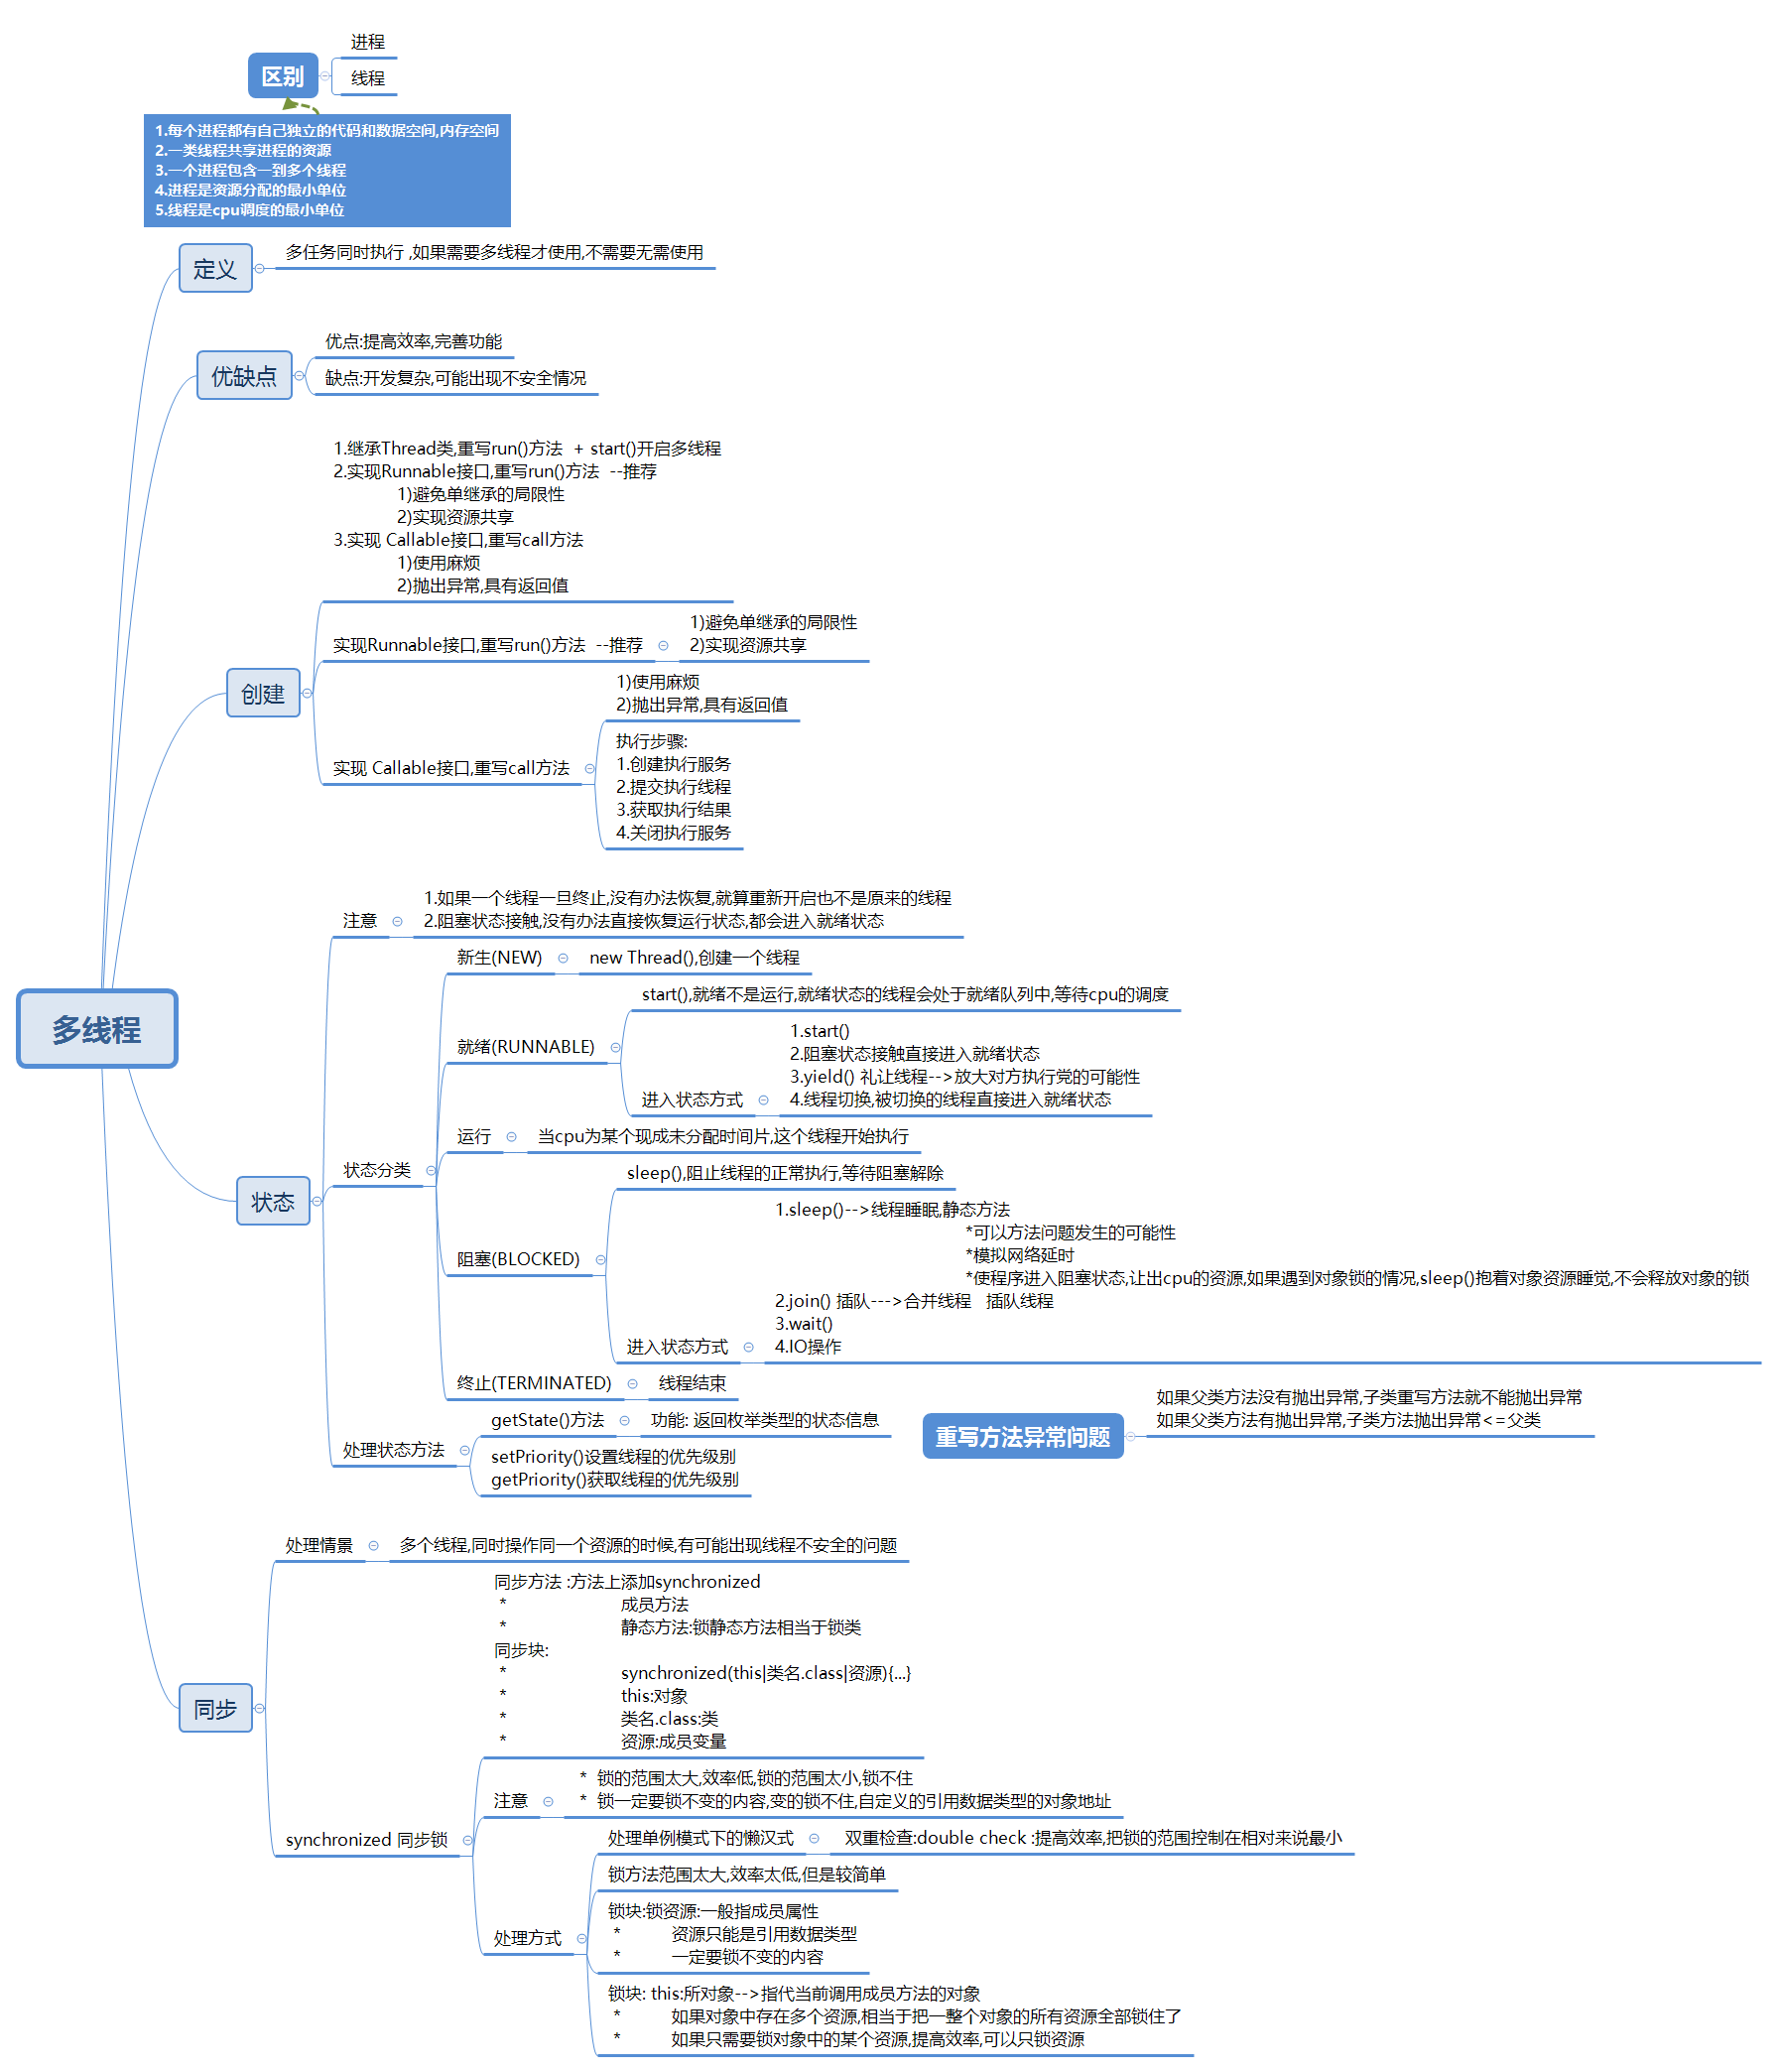 进程
区别
线程
1.每个进程都有自己独立的代码和数据空间,内存空间
2.一类线程共享进程的资源
3.一个进程包含一到多个线程
4.进程是资源分配的最小单位
5.线程是cpu调度的最小单位
定义
多任务同时执行 ,如果需要多线程才使用,不需要无需使用
优缺点
优点:提高效率,完善功能
缺点:开发复杂,可能出现不安全情况
创建
1.继承Thread类,重写run()方法 + start()开启多线程
2.实现Runnable接口,重写run()方法 --推荐
1)避免单继承的局限性
2)实现资源共享
3.实现 Callable接口,重写call方法
1)使用麻烦
2)抛出异常,具有返回值
实现Runnable接口,重写run()方法 --推荐
1)避免单继承的局限性
2)实现资源共享
实现 Callable接口,重写call方法
1)使用麻烦
2)抛出异常,具有返回值
执行步骤:
1.创建执行服务
2.提交执行线程
3.获取执行结果
4.关闭执行服务
多线程
状态
注意
1.如果一个线程一旦终止,没有办法恢复,就算重新开启也不是原来的线程
2.阻塞状态接触,没有办法直接恢复运行状态,都会进入就绪状态
状态分类
新生(NEW)
new Thread(),创建一个线程
就绪(RUNNABLE)
start(),就绪不是运行,就绪状态的线程会处于就绪队列中,等待cpu的调度
进入状态方式
1.start()
2.阻塞状态接触直接进入就绪状态
3.yield() 礼让线程-->放大对方执行党的可能性
4.线程切换,被切换的线程直接进入就绪状态
运行
当cpu为某个现成未分配时间片,这个线程开始执行
阻塞(BLOCKED)
sleep(),阻止线程的正常执行,等待阻塞解除
进入状态方式
1.sleep()-->线程睡眠,静态方法
*可以方法问题发生的可能性
*模拟网络延时
*使程序进入阻塞状态,让出cpu的资源,如果遇到对象锁的情况,sleep()抱着对象资源睡觉,不会释放对象的锁
2.join() 插队--->合并线程 插队线程
3.wait()
4.IO操作
终止(TERMINATED)
线程结束
处理状态方法
getState()方法
功能: 返回枚举类型的状态信息
setPriority()设置线程的优先级别
getPriority()获取线程的优先级别
重写方法异常问题
如果父类方法没有抛出异常,子类重写方法就不能抛出异常
如果父类方法有抛出异常,子类方法抛出异常<=父类
同步
处理情景
多个线程,同时操作同一个资源的时候,有可能出现线程不安全的问题
synchronized 同步锁
同步方法 :方法上添加synchronized
* 成员方法
* 静态方法:锁静态方法相当于锁类
同步块:
* synchronized(this|类名.class|资源){...}
* this:对象
* 类名.class:类
* 资源:成员变量
注意
* 锁的范围太大,效率低,锁的范围太小,锁不住
* 锁一定要锁不变的内容,变的锁不住,自定义的引用数据类型的对象地址
处理方式
处理单例模式下的懒汉式
双重检查:double check :提高效率,把锁的范围控制在相对来说最小
锁方法范围太大,效率太低,但是较简单
锁块:锁资源:一般指成员属性
* 资源只能是引用数据类型
* 一定要锁不变的内容
锁块: this:所对象-->指代当前调用成员方法的对象
* 如果对象中存在多个资源,相当于把一整个对象的所有资源全部锁住了
* 如果只需要锁对象中的某个资源,提高效率,可以只锁资源